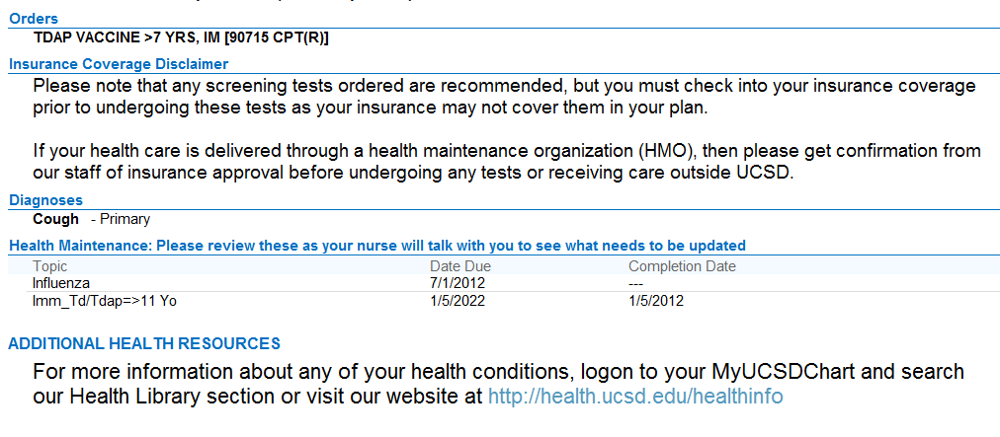 Orders
TDAP VACCINE >7 YRS, IM [90715 CPT(R)]
Insurance Coverage Disclaimer
Please note that any screening tests ordered are recommended, but you must check into your insurance coverage
prior to undergoing these tests as your insurance may not cover them in your plan.
If your health care is delivered through a health maintenance organization (HMO), then please get confirmation from
our staff of insurance approval before undergoing any tests or receiving care outside UCSD.
Diagnoses
Cough - Primary
Health Maintenance: Please review these as your nurse will talk with you to see what needs to be updated
Topic Date Due Completion Date
Influenza 7/1/2012 ---
Imm_Td/Tdap=>11 Yo 1/5/2022 1/5/2012
ADDITIONAL HEALTH RESOURCES
For more information about any of your health conditions, logon to your MyUCSDChart and search
our Health Library section or visit our website at http://health.ucsd.edu/healthinfo